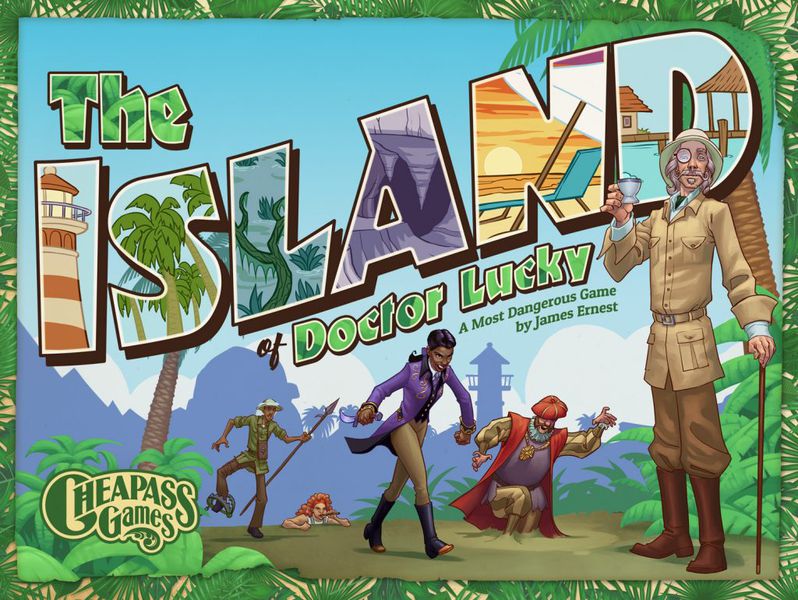 The
ISLAND
of Doctor Lucky
A Most Dangerous Game
by James Ernest
CHEAPASS
Games